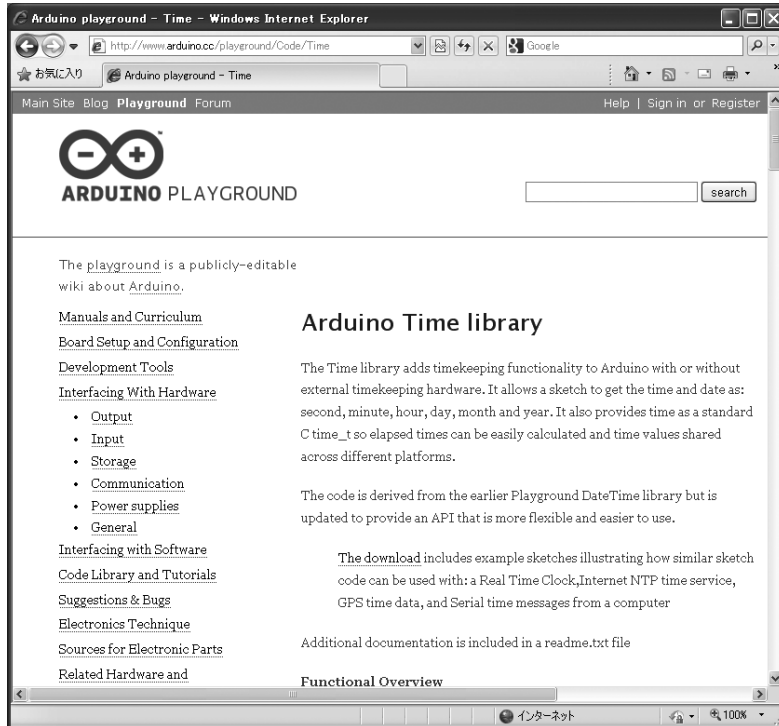 Arduino playground - Time - Windows Internet Explorer
http://www.arduino.cc/playground/Code/Time
Google
お気に入り
Arduino playground - Time
Main Site Blog Playground Forum
Help | Sign in or Register
ARDUINO PLAYGROUND
search
The playground is a publicly-editable
wiki about Arduino.
Manuals and Curriculum
Board Setup and Configuration
Development Tools
Interfacing With Hardware
• Output
• Input
• Storage
• Communication
• Power supplies
• General
Interfacing with Software
Code Library and Tutorials
Suggestions & Bugs
Electronics Technique
Sources for Electronic Parts
Related Hardware and
Arduino Time library
The Time library adds timekeeping functionality to Arduino with or without
external timekeeping hardware. It allows a sketch to get the time and date as:
second, minute, hour, day, month and year. It also provides time as a standard
C time_t so elapsed times can be easily calculated and time values shared
across different platforms.
The code is derived from the earlier Playground DateTime library but is
updated to provide an API that is more flexible and easier to use.
The download includes example sketches illustrating how similar sketch
code can be used with: a Real Time Clock,Internet NTP time service,
GPS time data, and Serial time messages from a computer
Additional documentation is included in a readme.txt file
Functional Overview
インターネット
100%